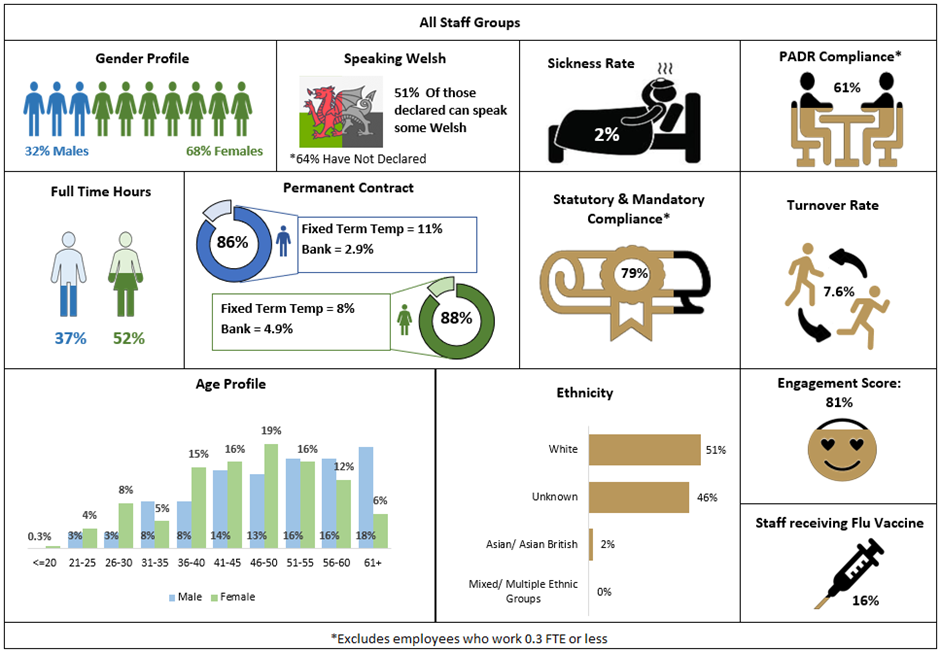 All Staff Groups
Gender Profile
32% Males
68% Females
Speaking Welsh
51% Of those
declared can speak
some Welsh
*64% Have Not Declared
Sickness Rate
2%
PADR Compliance*
61%
Full Time Hours
37%
52%
Permanent Contract
86%
Fixed Term Temp = 11%
Bank = 2.9%
Fixed Term Temp = 8%
Bank = 4.9%
88%
Statutory & Mandatory
Compliance*
79%
Turnover Rate
7.6%
Age Profile
19%
15%
16%
16%
12%
8%
4%
5%
6%
0.3%
3%
3%
8%
8%
14%
13%
16%
16%
18%
<=20
21-25
26-30
31-35
36-40
41-45
46-50
51-55
56-60
61+
Male
Female
Ethnicity
White
51%
Unknown
46%
Asian/ Asian British
2%
Mixed/ Multiple Ethnic
Groups
0%
Engagement Score:
81%
Staff receiving Flu Vaccine
16%
*Excludes employees who work 0.3 FTE or less